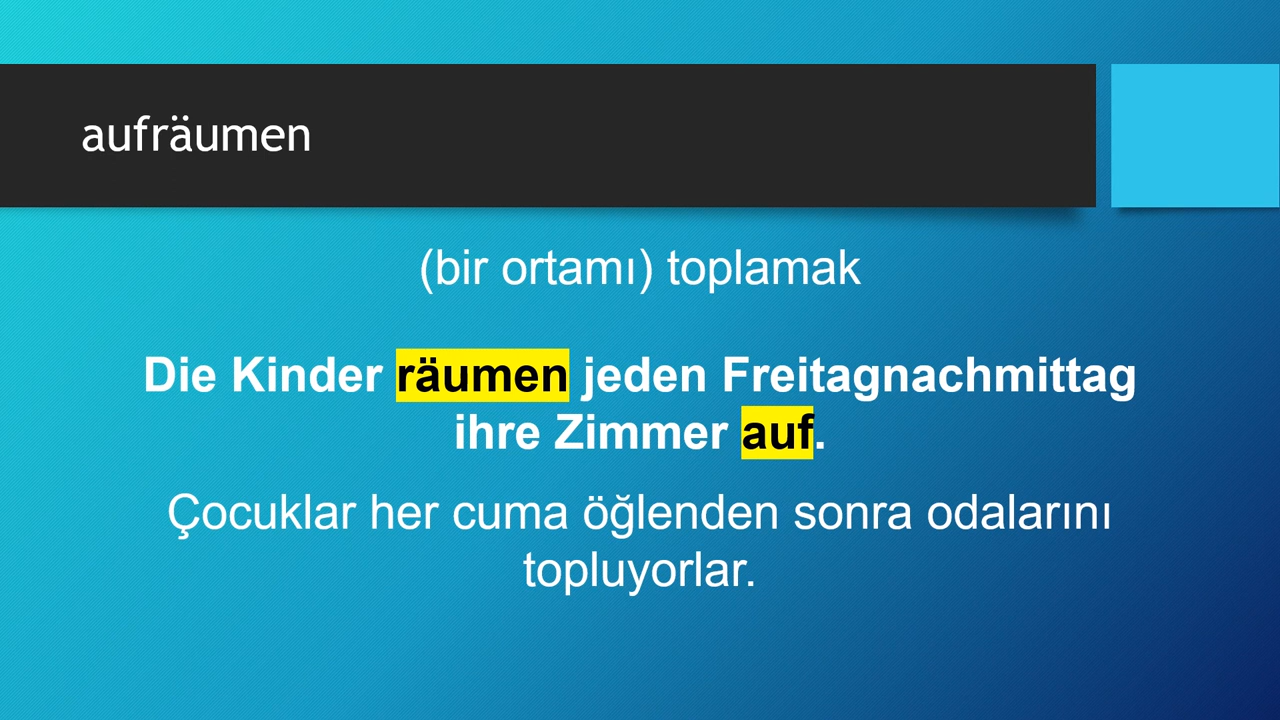 aufräumen
(bir ortamı) toplamak
Die Kinder räumen jeden Freitagnachmittag
ihre Zimmer auf.
Çocuklar her cuma öğlenden sonra odalarını
topluyorlar.